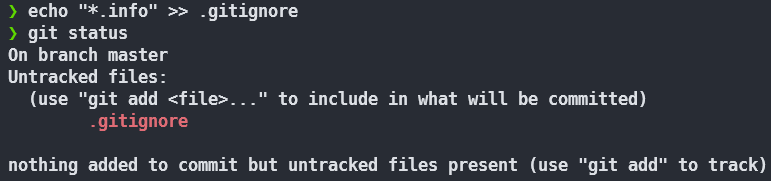 ❯ echo "*.info" >> .gitignore
❯ git status
On branch master
Untracked files:
  (use "git add <file>..." to include in what will be committed)
        .gitignore

nothing added to commit but untracked files present (use "git add" to track)